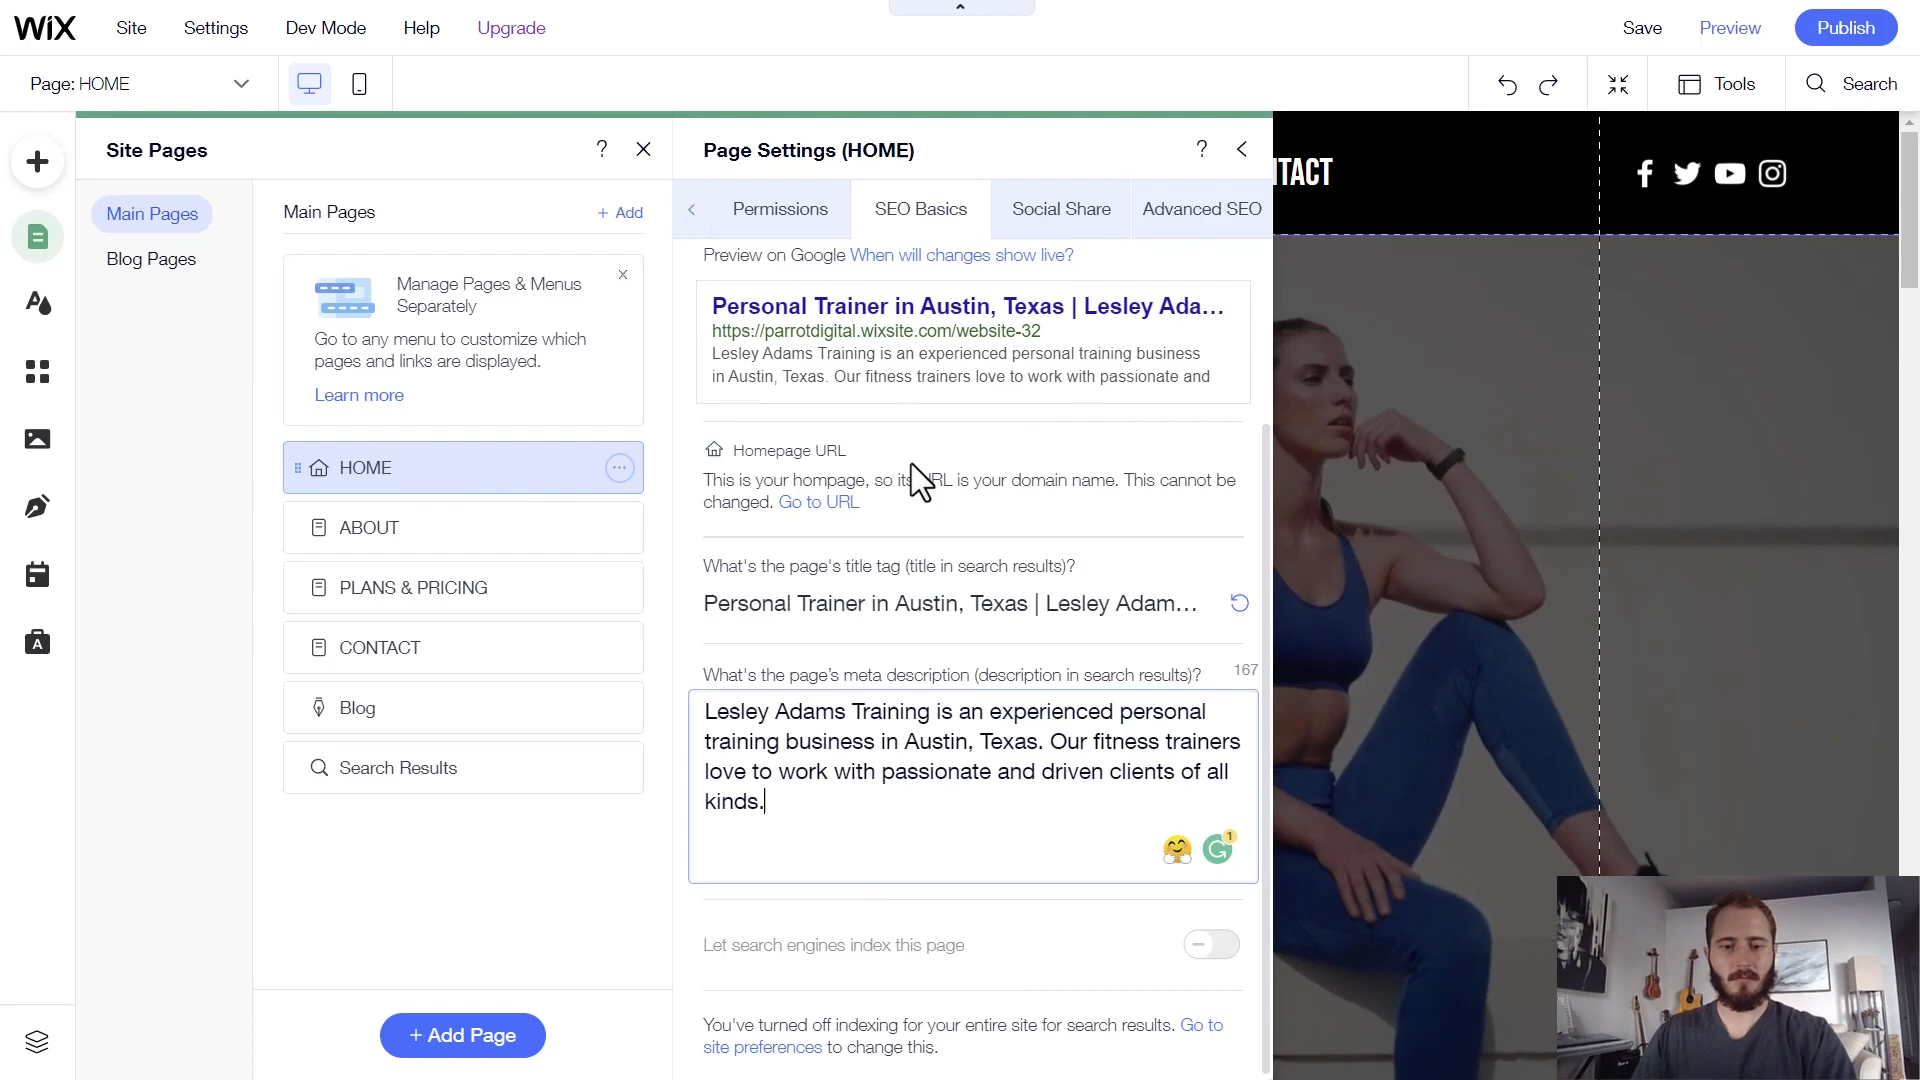 WiX
Site
Settings
Dev Mode
Help
Upgrade
Save
Preview
Publish
Page: HOME
Tools
Search
Site Pages
?
Main Pages
Blog Pages
Main Pages
+ Add
Manage Pages & Menus
Separately
Go to any menu to customize which
pages and links are displayed.
Learn more
HOME
ABOUT
PLANS & PRICING
CONTACT
Blog
Search Results
+ Add Page
Page Settings (HOME)
?
Permissions
SEO Basics
Social Share
Advanced SEO
Preview on Google When will changes show live?
Personal Trainer in Austin, Texas | Lesley Ada...
https://parrotdigital.wixsite.com/website-32
Lesley Adams Training is an experienced personal training business
in Austin, Texas. Our fitness trainers love to work with passionate and
Homepage URL
This is your hompage, so its URL is your domain name. This cannot be
changed. Go to URL
What's the page's title tag (title in search results)?
Personal Trainer in Austin, Texas | Lesley Adam...
What's the page's meta description (description in search results)?
167
Lesley Adams Training is an experienced personal
training business in Austin, Texas. Our fitness trainers
love to work with passionate and driven clients of all
kinds.
1
Let search engines index this page
You've turned off indexing for your entire site for search results. Go to
site preferences to change this.
NTACT